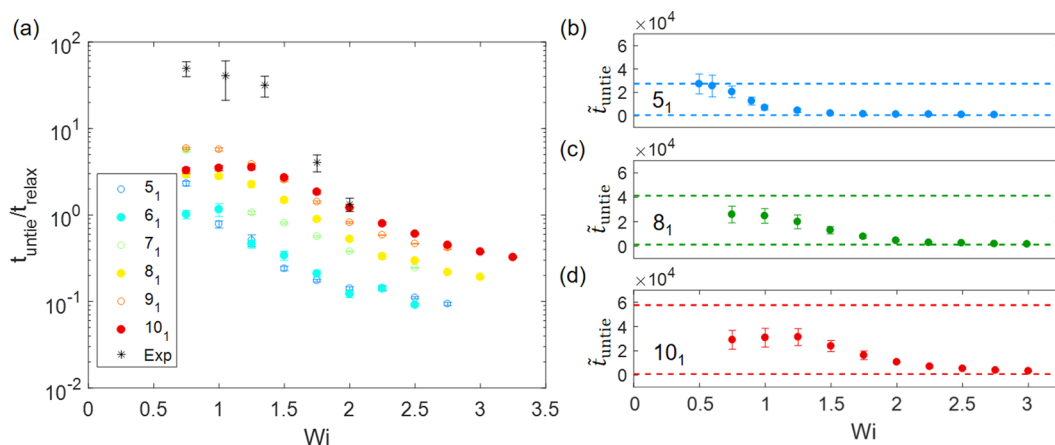 (a)
10^2
10^1
10^0
10^-1
10^-2
t_untie/t_relax
5_1
6_1
7_1
8_1
9_1
10_1
Exp
0 0.5 1 1.5 2 2.5 3 3.5
Wi
(b)
×10^4
6
4
2
0
t̃_untie
5_1
(c)
×10^4
6
4
2
0
t̃_untie
8_1
(d)
×10^4
6
4
2
0
t̃_untie
10_1
0 0.5 1 1.5 2 2.5 3
Wi